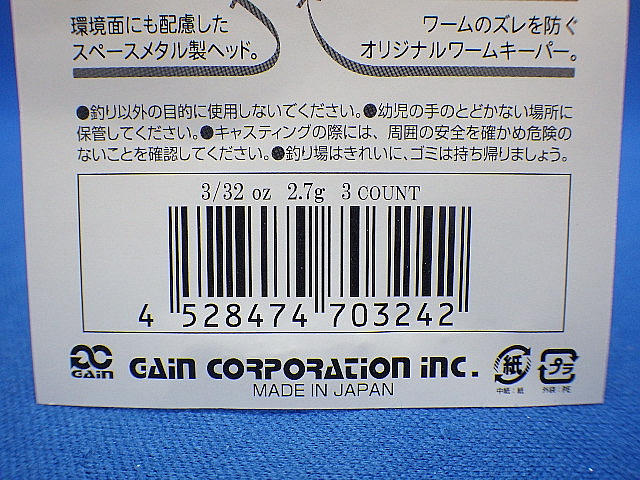 環境面にも配慮した
スペースメタル製ヘッド。
ワームのズレを防ぐ
オリジナルワームキーパー。
●釣り以外の目的に使用しないでください。●幼児の手のとどかない場所に
保管してください。●キャスティングの際には、周囲の安全を確かめ危険の
ないことを確認してください。●釣り場はきれいに、ゴミは持ち帰りましょう。
3/32 oz 2.7g 3 COUNT
4 528474 703242
GAIN
GAIN CORPORATION INC.
MADE IN JAPAN
紙
中紙：紙
プラ
外袋：PE